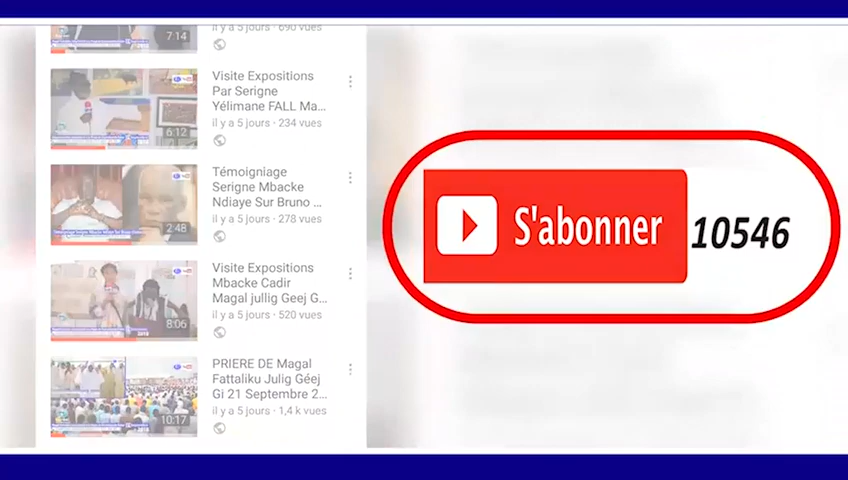 il y a 5 jours · 690 vues
7:14
Visite Expositions
Par Serigne
Yélimane FALL Ma...
il y a 5 jours · 234 vues
6:12
Témoigniage
Serigne Mbacke
Ndiaye Sur Bruno ...
il y a 5 jours · 278 vues
2:48
Visite Expositions
Mbacke Cadir
Magal jullig Geej G...
il y a 5 jours · 520 vues
8:06
PRIERE DE Magal
Fattaliku Julig Géej
Gi 21 Septembre 2...
il y a 5 jours · 1,4 k vues
10:17
S'abonner
10546